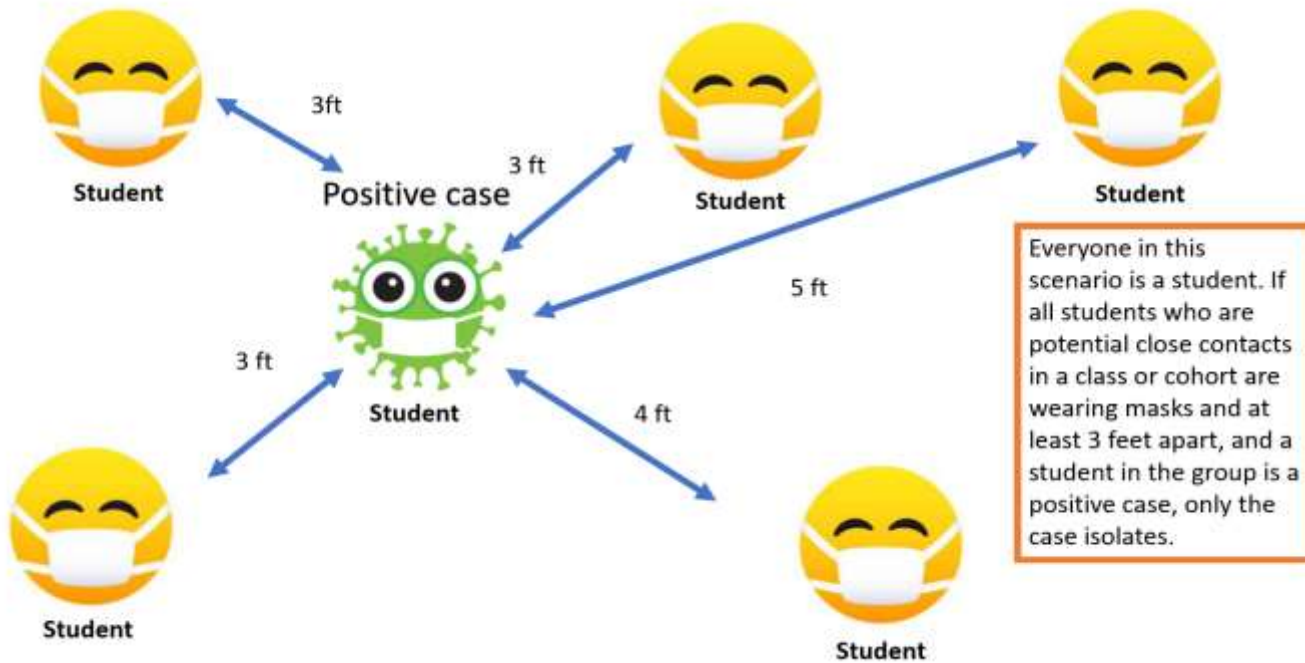 3ft
Student
3 ft
Student
Student
Positive case
Student
5 ft
3 ft
4 ft
Everyone in this
scenario is a student. If
all students who are
potential close contacts
in a class or cohort are
wearing masks and at
least 3 feet apart, and a
student in the group is a
positive case, only the
case isolates.
Student
Student